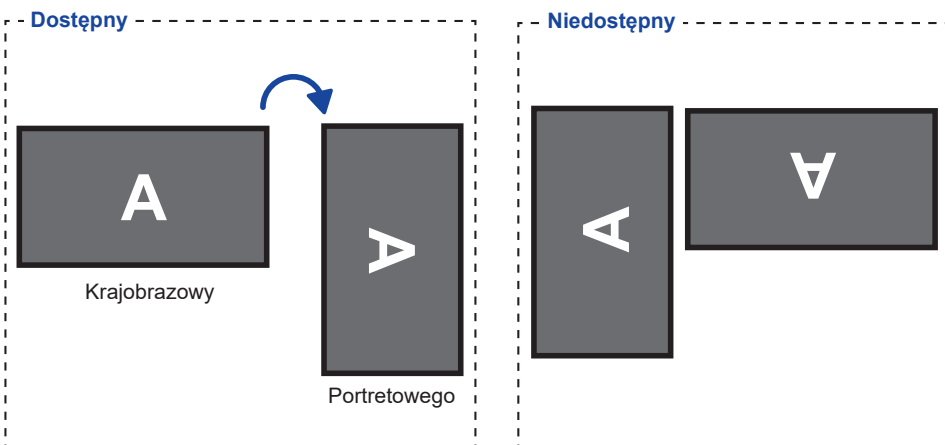 Dostępny
A
Krajobrazowy
A
Portretowego
Niedostępny
A
A